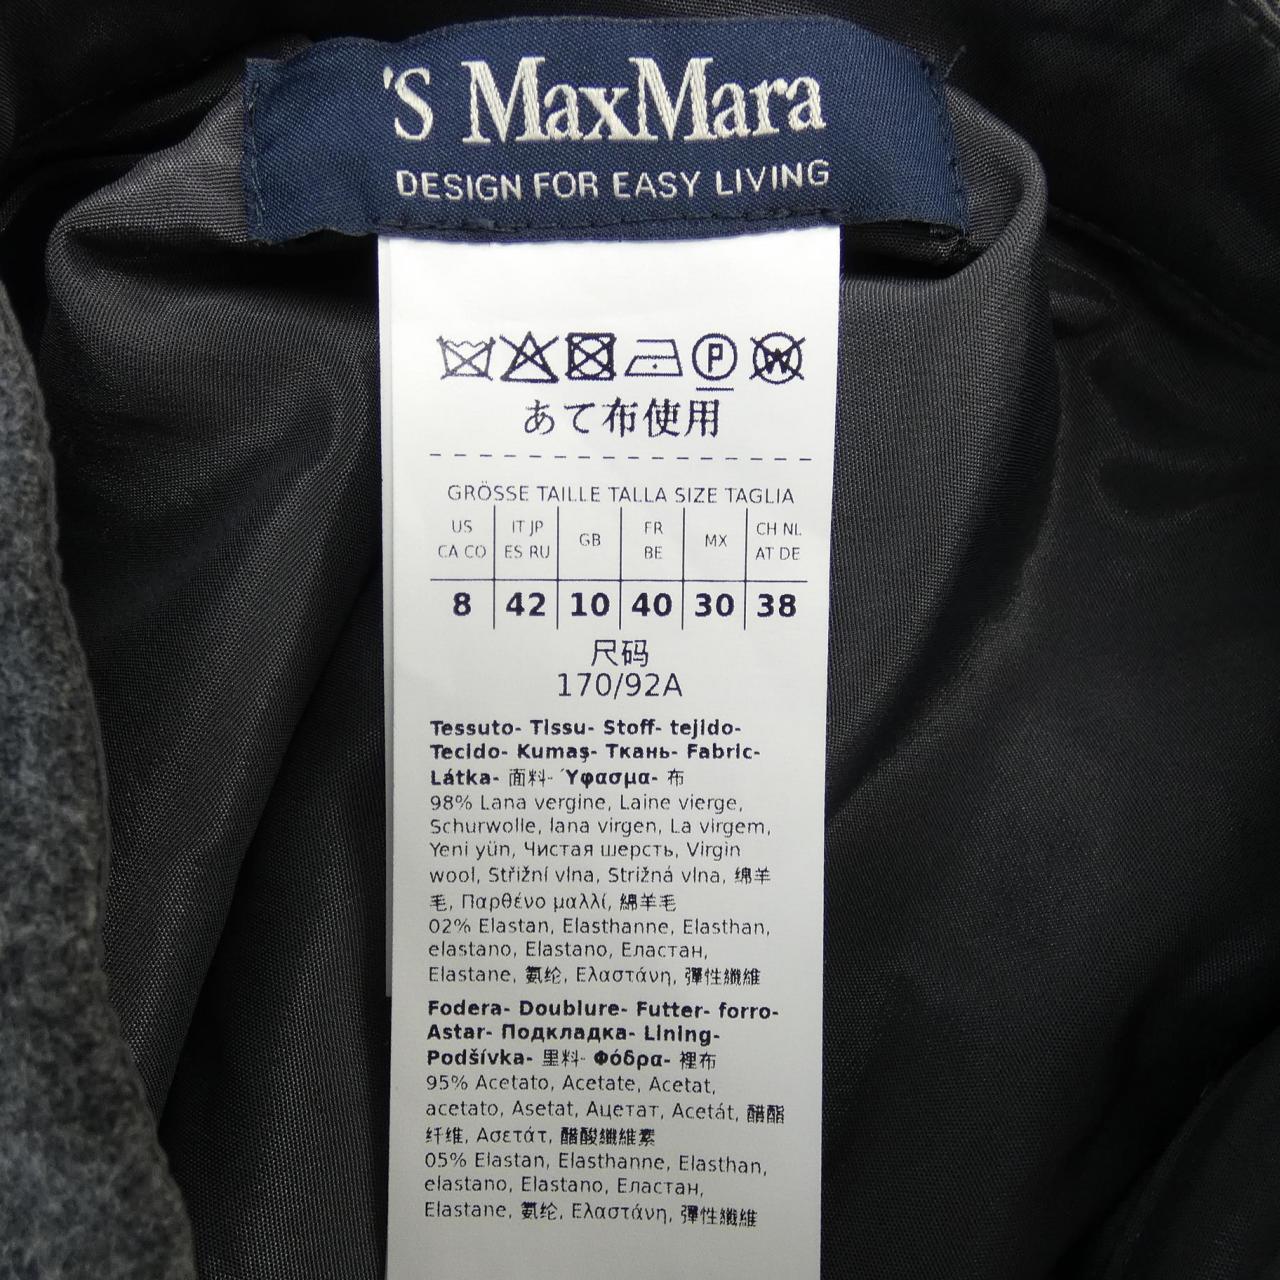 'S MaxMara
DESIGN FOR EASY LIVING
P W
あて布使用
GRÖSSE TAILLE TALLA SIZE TAGLIA
US CA CO | IT JP ES RU | GB | FR BE | MX | CH NL AT DE
8 | 42 | 10 | 40 | 30 | 38
尺码
170/92A
Tessuto- Tissu- Stoff- tejido-
Tecido- Kumaş- Ткань- Fabric-
Látka- 面料- Ύφασμα- 布
98% Lana vergine, Laine vierge,
Schurwolle, lana virgen, La virgem,
Yeni yün, Чистая шерсть, Virgin
wool, Střižní vlna, Strižná vlna, 绵羊
毛, Παρθένο μαλλί, 綿羊毛
02% Elastan, Elasthanne, Elasthan,
elastano, Elastano, Еластан,
Elastane, 氨纶, Ελαστάνη, 彈性纖維
Fodera- Doublure- Futter- forro-
Astar- Подкладка- Lining-
Podšívka- 里料- Φόδρα- 裡布
95% Acetato, Acetate, Acetat,
acetato, Asetat, Ацетат, Acetát, 醋酯
纤维, Ασετάτ, 醋酸纖維素
05% Elastan, Elasthanne, Elasthan,
elastano, Elastano, Еластан,
Elastane, 氨纶, Ελαστάνη, 彈性纖維